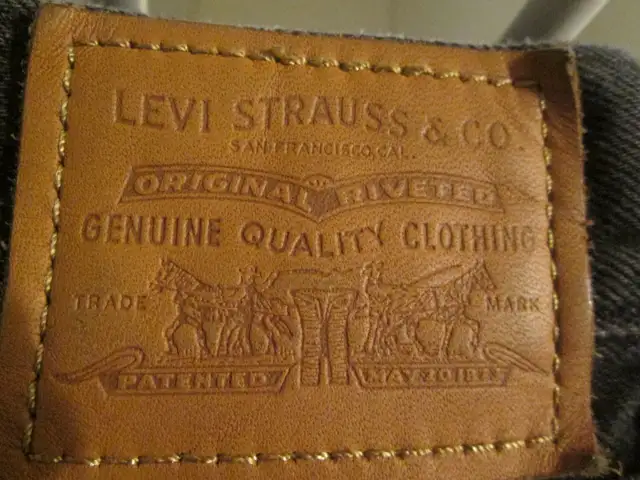 LEVI STRAUSS & CO.
SAN FRANCISCO, CAL.
ORIGINAL RIVETED
GENUINE QUALITY CLOTHING
TRADE MARK
PATENTED MAY 20 1873